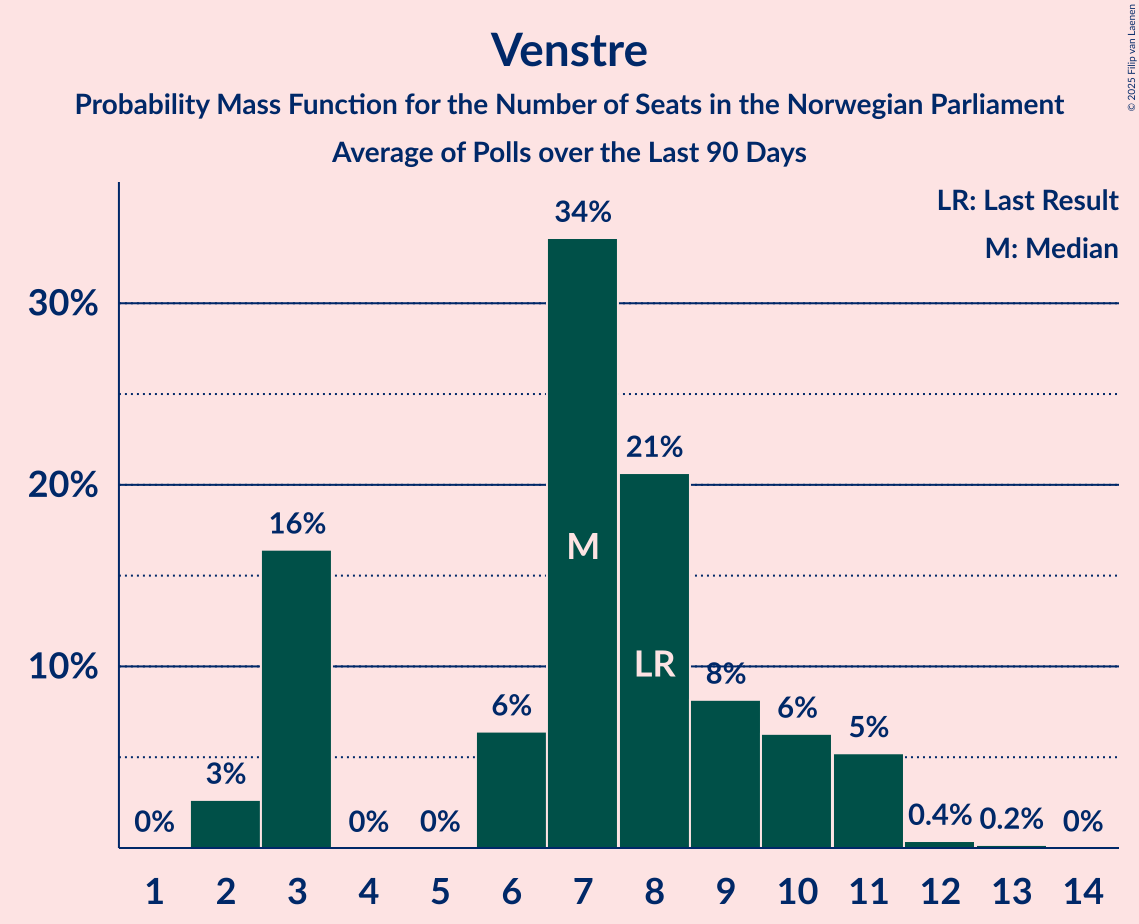 Venstre
Probability Mass Function for the Number of Seats in the Norwegian Parliament
Average of Polls over the Last 90 Days
© 2025 Filip van Laenen
LR: Last Result
M: Median
30%
20%
10%
0%
3%
16%
0%
0%
6%
34%
21%
8%
6%
5%
0.4%
0.2%
0%
M
LR
1 2 3 4 5 6 7 8 9 10 11 12 13 14